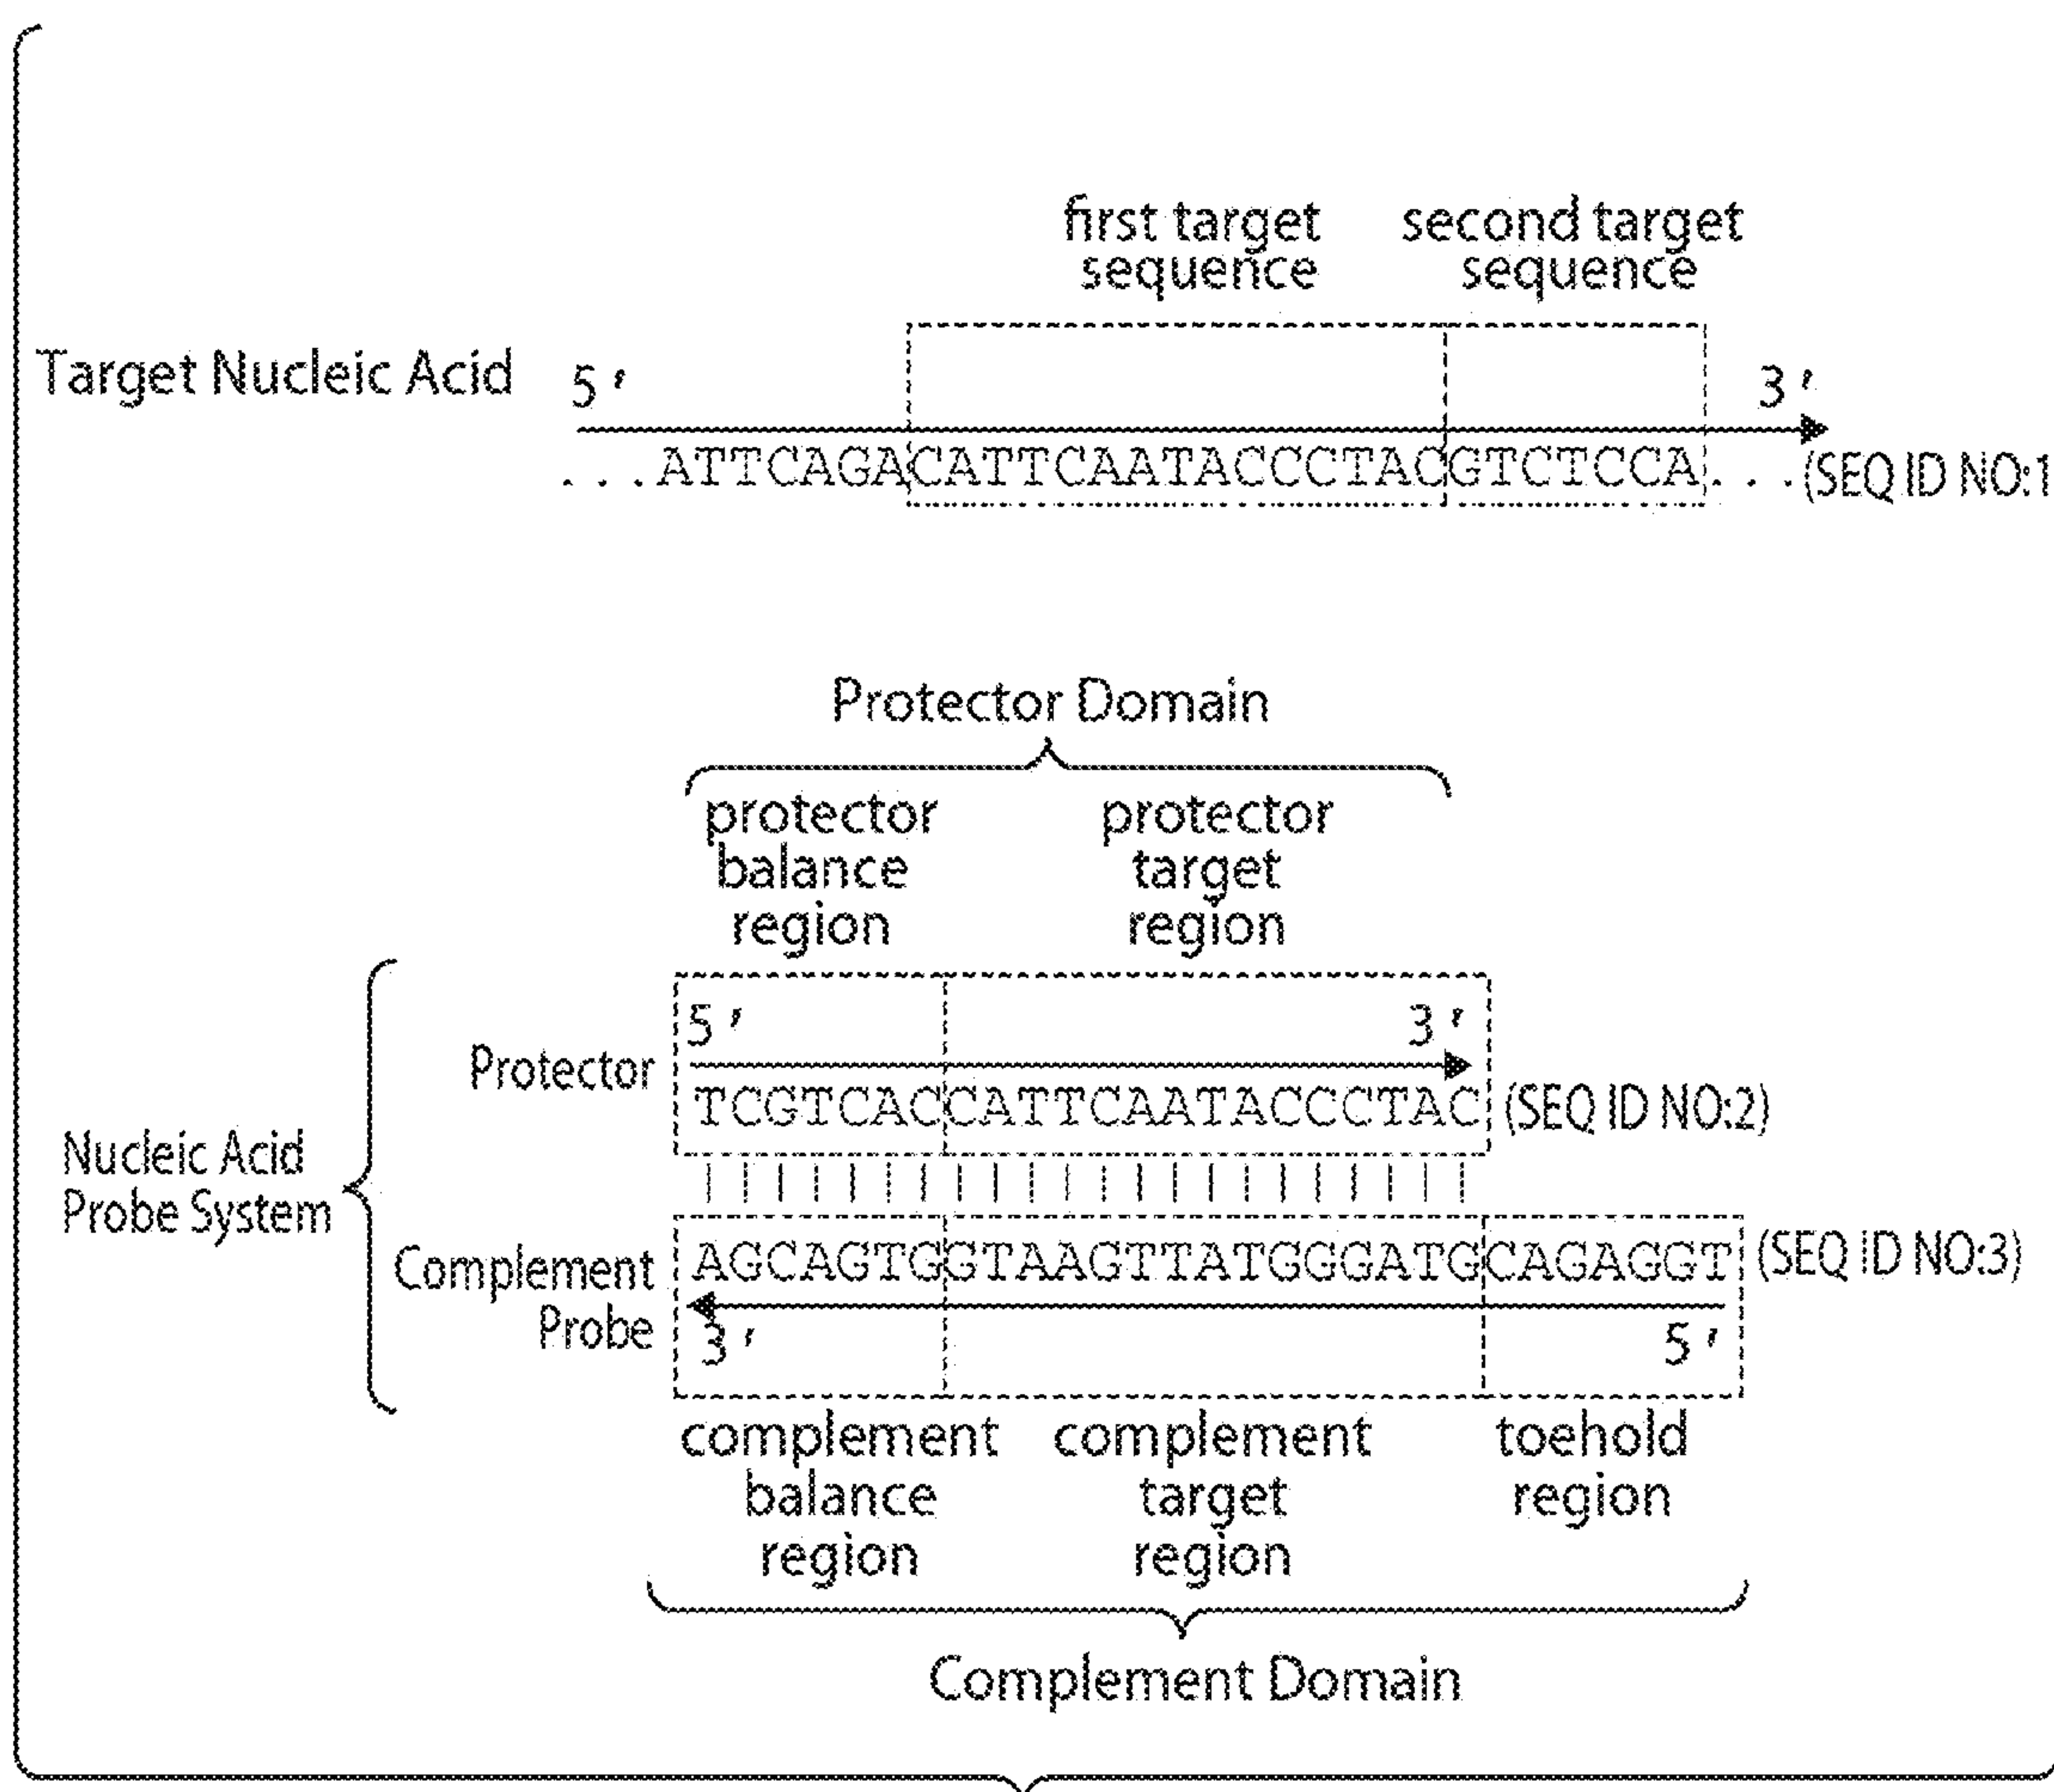 first target second target
sequence sequence
Target Nucleic Acid 5' 3'
...ATTCAGACATTCAATACCCTACGTCTCCA...(SEQ ID NO:1
Protector Domain
protector protector
balance target
region region
5' 3'
Protector TCGTCACCATTCAATACCCTAC (SEQ ID NO:2)
Nucleic Acid
Probe System
Complement AGCAGTGGTAAGTTATGGGATGCAGAGGT (SEQ ID NO:3)
Probe 3' 5'
complement complement toehold
balance target region
region region
Complement Domain